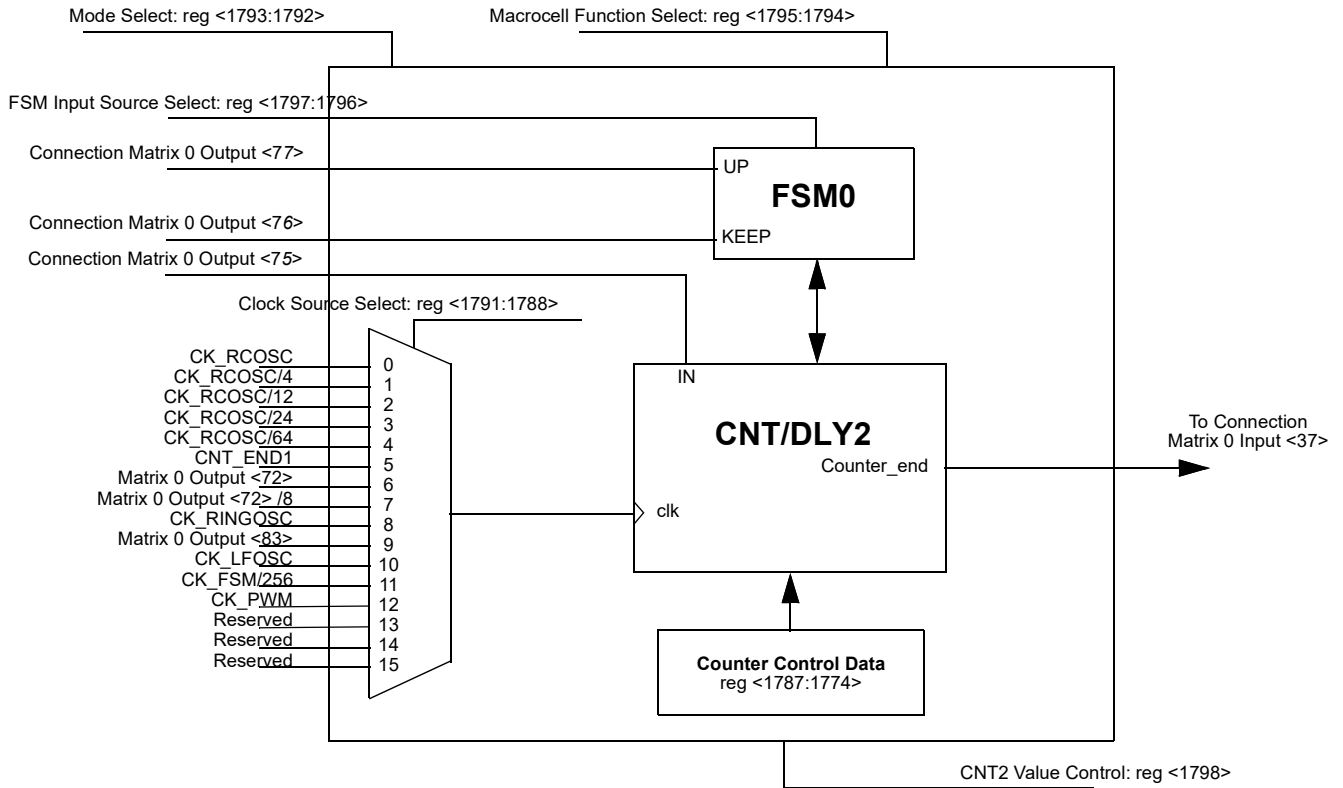 Mode Select: reg <1793:1792>
Macrocell Function Select: reg <1795:1794>
FSM Input Source Select: reg <1797:1796>
Connection Matrix 0 Output <77>
UP
FSM0
Connection Matrix 0 Output <76>
KEEP
Connection Matrix 0 Output <75>
Clock Source Select: reg <1791:1788>
CK_RCOSC 0
CK_RCOSC/4 1
CK_RCOSC/12 2
CK_RCOSC/24 3
CK_RCOSC/64 4
CNT_END1 5
Matrix 0 Output <72> 6
Matrix 0 Output <72> /8 7
CK_RINGOSC 8
Matrix 0 Output <83> 9
CK_LFOSC 10
CK_FSM/256 11
CK_PWM 12
Reserved 13
Reserved 14
Reserved 15
IN
CNT/DLY2
Counter_end
clk
To Connection
Matrix 0 Input <37>
Counter Control Data
reg <1787:1774>
CNT2 Value Control: reg <1798>